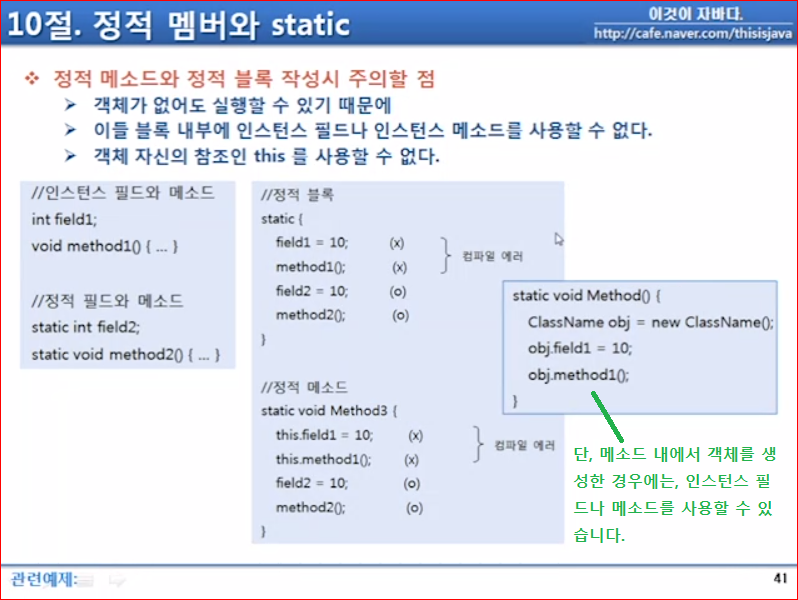 10절. 정적 멤버와 static
이것이 자바다.
http://cafe.naver.com/thisisjava
정적 메소드와 정적 블록 작성시 주의할 점
객체가 없어도 실행할 수 있기 때문에
이들 블록 내부에 인스턴스 필드나 인스턴스 메소드를 사용할 수 없다.
객체 자신의 참조인 this 를 사용할 수 없다.
//인스턴스 필드와 메소드
int field1;
void method1() { ... }
//정적 필드와 메소드
static int field2;
static void method2() { ... }
//정적 블록
static {
field1 = 10; (x)
method1(); (x)
컴파일 에러
field2 = 10; (o)
method2(); (o)
}
//정적 메소드
static void Method3 {
this.field1 = 10; (x)
this.method1(); (x)
컴파일 에러
field2 = 10; (o)
method2(); (o)
}
static void Method() {
ClassName obj = new ClassName();
obj.field1 = 10;
obj.method1();
}
단, 메소드 내에서 객체를 생
성한 경우에는, 인스턴스 필
드나 메소드를 사용할 수 있
습니다.
관련예제:
41